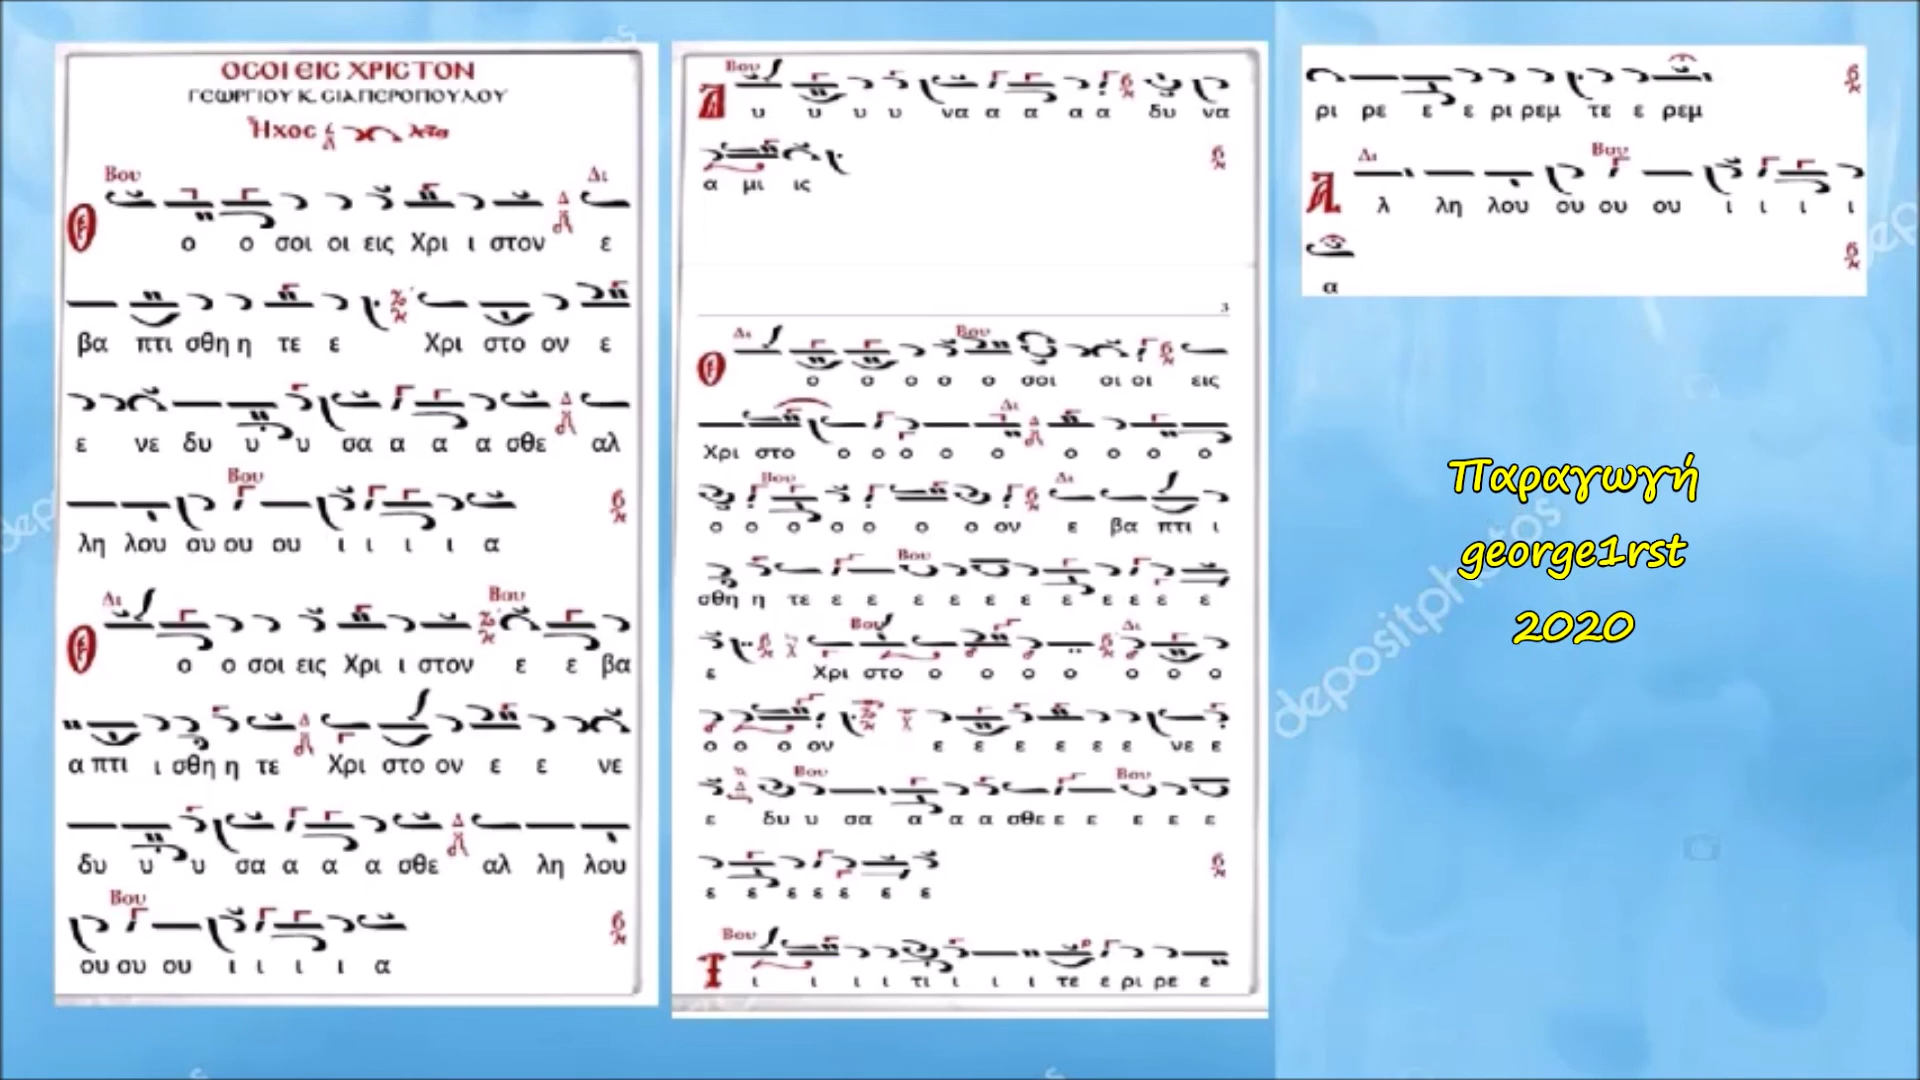 ΟΣΟΙ ΕΙΣ ΧΡΙΣΤΟΝ
ΓΕΩΡΓΙΟΥ Κ. ΣΙΑΠΕΡΟΠΟΥΛΟΥ
Ἦχος
Βου Δι
Ο ο ο σοι οι εις Χρι ι στον ε
βα πτι σθη η τε ε Χρι στο ον ε
ε νε δυ υ υ σα α α α σθε αλ
Βου
λη λου ου ου ου ι ι ι ι α
Δι Βου
Ο ο ο σοι εις Χρι ι στον ε ε βα
α πτι ι σθη η τε Χρι στο ον ε ε νε
δυ υ υ σα α α α σθε αλ λη λου
Βου
ου ου ου ι ι ι ι α
Βου
Δ υ υ υ υ να α α α α δυ να
α μι ις
3
Δι Βου
Ο ο ο ο ο ο σοι οι οι εις
Δι
Χρι στο ο ο ο ο ο ο ο ο
Βου Δι
ο ο ο ο ο ο ο ον ε βα πτι ι
Βου
σθη η τε ε ε ε ε ε ε ε ε ε ε
Βου Δι
ε Χρι στο ο ο ο ο ο ο ο
ο ο ο ον ε ε ε ε ε ε νε ε
Βου Βου
ε δυ υ σα α α α σθε ε ε ε ε ε
ε ε ε ε ε ε ε
Βου
Τ ι ι ι ι τι ι ι ι τε ε ρι ρε ε
ρι ρε ε ε ρι ρεμ τε ε ρεμ
Δι Βου
Α λ λη λου ου ου ου ι ι ι ι
α
Παραγωγή
george1rst
2020
depositphotos